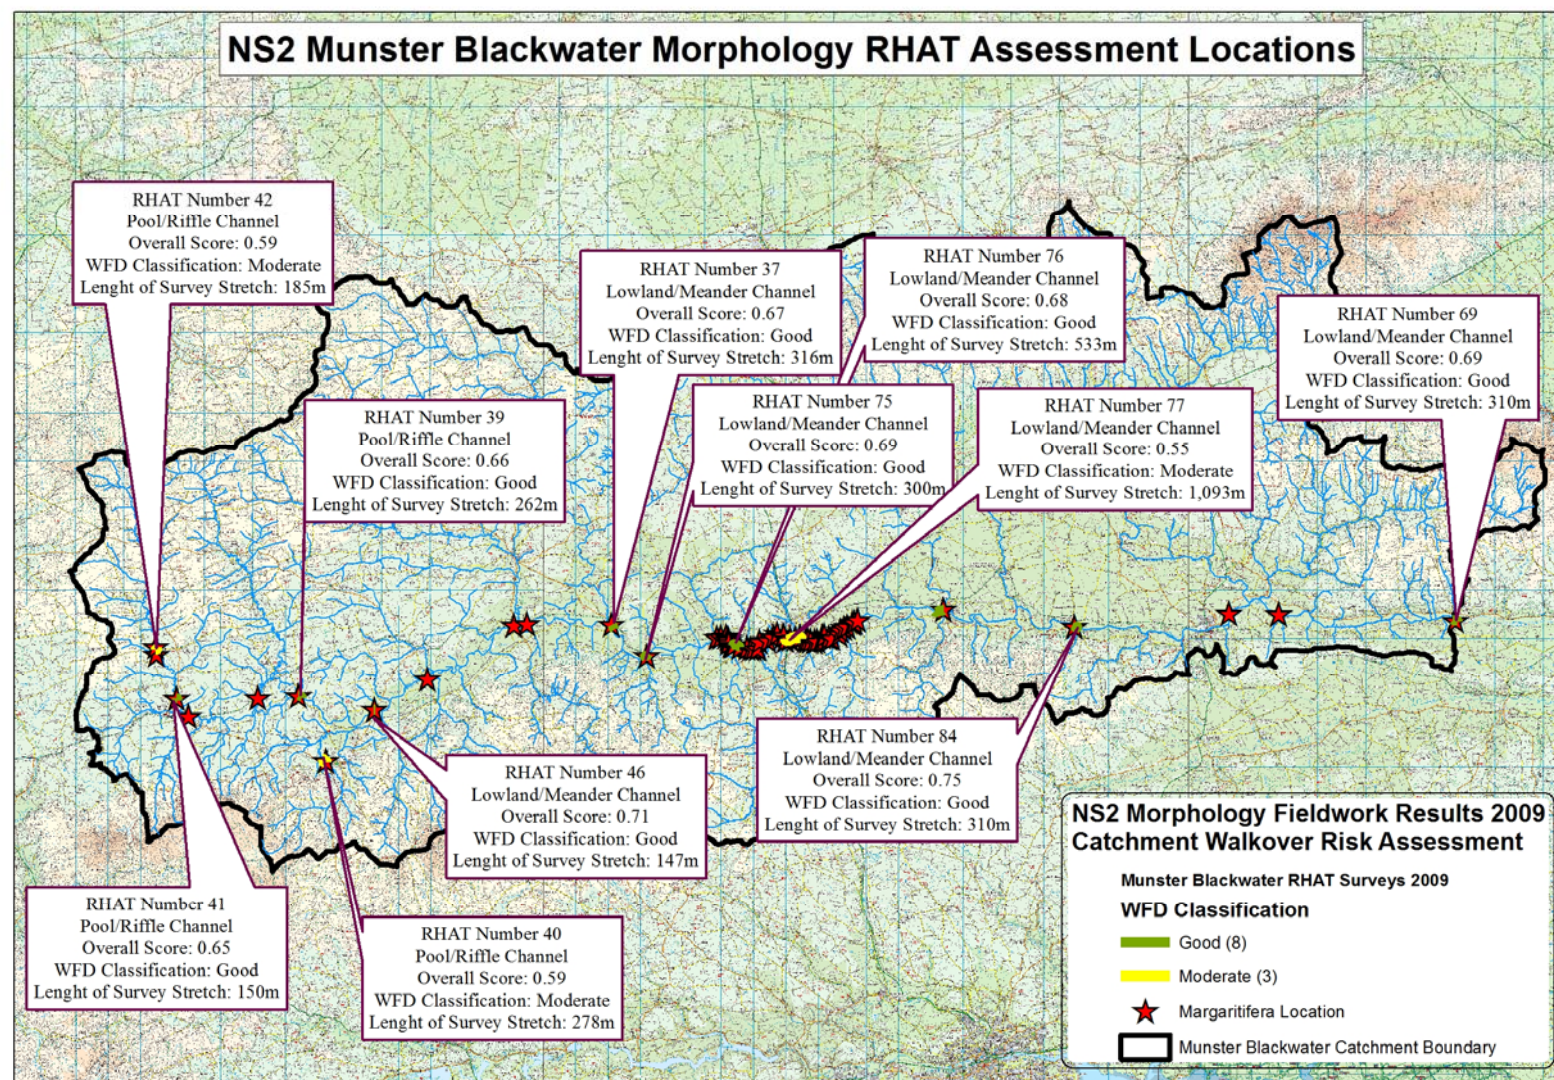 NS2 Munster Blackwater Morphology RHAT Assessment Locations
RHAT Number 42
Pool/Riffle Channel
Overall Score: 0.59
WFD Classification: Moderate
Lenght of Survey Stretch: 185m
RHAT Number 37
Lowland/Meander Channel
Overall Score: 0.67
WFD Classification: Good
Lenght of Survey Stretch: 316m
RHAT Number 76
Lowland/Meander Channel
Overall Score: 0.68
WFD Classification: Good
Lenght of Survey Stretch: 533m
RHAT Number 69
Lowland/Meander Channel
Overall Score: 0.69
WFD Classification: Good
Lenght of Survey Stretch: 310m
RHAT Number 39
Pool/Riffle Channel
Overall Score: 0.66
WFD Classification: Good
Lenght of Survey Stretch: 262m
RHAT Number 75
Lowland/Meander Channel
Overall Score: 0.69
WFD Classification: Good
Lenght of Survey Stretch: 300m
RHAT Number 77
Lowland/Meander Channel
Overall Score: 0.55
WFD Classification: Moderate
Lenght of Survey Stretch: 1,093m
RHAT Number 46
Lowland/Meander Channel
Overall Score: 0.71
WFD Classification: Good
Lenght of Survey Stretch: 147m
RHAT Number 84
Lowland/Meander Channel
Overall Score: 0.75
WFD Classification: Good
Lenght of Survey Stretch: 310m
RHAT Number 41
Pool/Riffle Channel
Overall Score: 0.65
WFD Classification: Good
Lenght of Survey Stretch: 150m
RHAT Number 40
Pool/Riffle Channel
Overall Score: 0.59
WFD Classification: Moderate
Lenght of Survey Stretch: 278m
NS2 Morphology Fieldwork Results 2009
Catchment Walkover Risk Assessment
Munster Blackwater RHAT Surveys 2009
WFD Classification
Good (8)
Moderate (3)
Margaritifera Location
Munster Blackwater Catchment Boundary